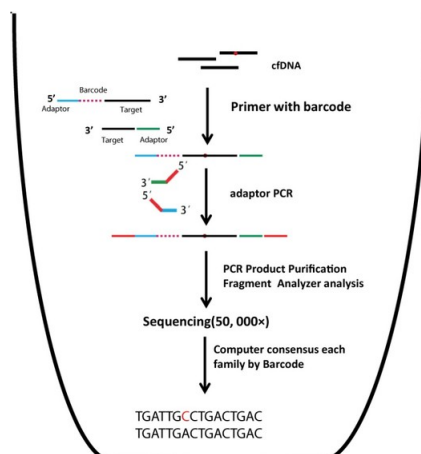 cfDNA
Barcode
5’ 3’
Adaptor Target
Primer with barcode
3’ 5’
Target Adaptor
5’
3’
adaptor PCR
5’
3’
PCR Product Purification
Fragment Analyzer analysis
Sequencing(50, 000×)
Computer consensus each
family by Barcode
TGATTGCCTGACTGAC
TGATTGACTGACTGAC